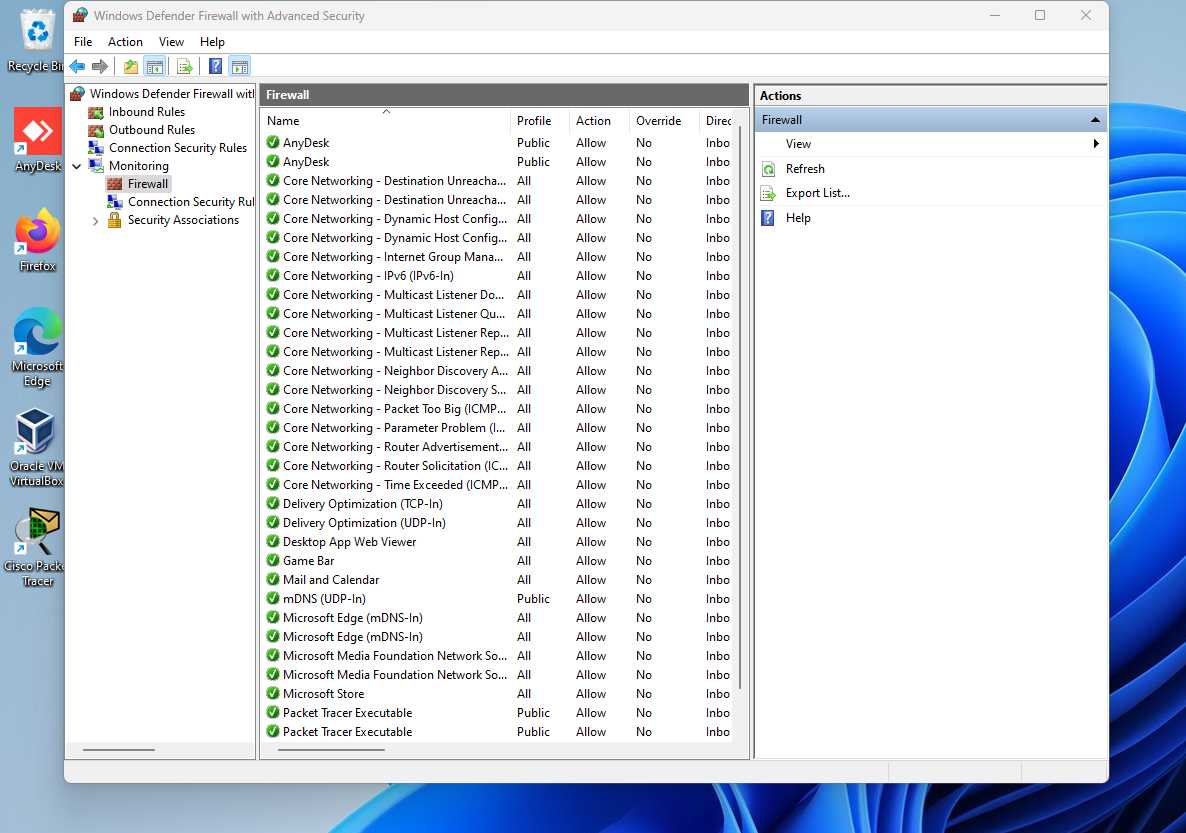 Recycle Bin
AnyDesk
Firefox
Microsoft
Edge
Oracle VM
VirtualBox
Cisco Packe
Tracer
Windows Defender Firewall with Advanced Security
File Action View Help
Windows Defender Firewall with
Inbound Rules
Outbound Rules
Connection Security Rules
Monitoring
Firewall
Connection Security Rul
Security Associations
Firewall
Name Profile Action Override Direc
AnyDesk Public Allow No Inbo
AnyDesk Public Allow No Inbo
Core Networking - Destination Unreacha... All Allow No Inbo
Core Networking - Destination Unreacha... All Allow No Inbo
Core Networking - Dynamic Host Config... All Allow No Inbo
Core Networking - Dynamic Host Config... All Allow No Inbo
Core Networking - Internet Group Mana... All Allow No Inbo
Core Networking - IPv6 (IPv6-In) All Allow No Inbo
Core Networking - Multicast Listener Do... All Allow No Inbo
Core Networking - Multicast Listener Qu... All Allow No Inbo
Core Networking - Multicast Listener Rep... All Allow No Inbo
Core Networking - Multicast Listener Rep... All Allow No Inbo
Core Networking - Neighbor Discovery A... All Allow No Inbo
Core Networking - Neighbor Discovery S... All Allow No Inbo
Core Networking - Packet Too Big (ICMP... All Allow No Inbo
Core Networking - Parameter Problem (I... All Allow No Inbo
Core Networking - Router Advertisement... All Allow No Inbo
Core Networking - Router Solicitation (IC... All Allow No Inbo
Core Networking - Time Exceeded (ICMP... All Allow No Inbo
Delivery Optimization (TCP-In) All Allow No Inbo
Delivery Optimization (UDP-In) All Allow No Inbo
Desktop App Web Viewer All Allow No Inbo
Game Bar All Allow No Inbo
Mail and Calendar All Allow No Inbo
mDNS (UDP-In) Public Allow No Inbo
Microsoft Edge (mDNS-In) All Allow No Inbo
Microsoft Edge (mDNS-In) All Allow No Inbo
Microsoft Media Foundation Network So... All Allow No Inbo
Microsoft Media Foundation Network So... All Allow No Inbo
Microsoft Store All Allow No Inbo
Packet Tracer Executable Public Allow No Inbo
Packet Tracer Executable Public Allow No Inbo
Actions
Firewall
View
Refresh
Export List...
Help